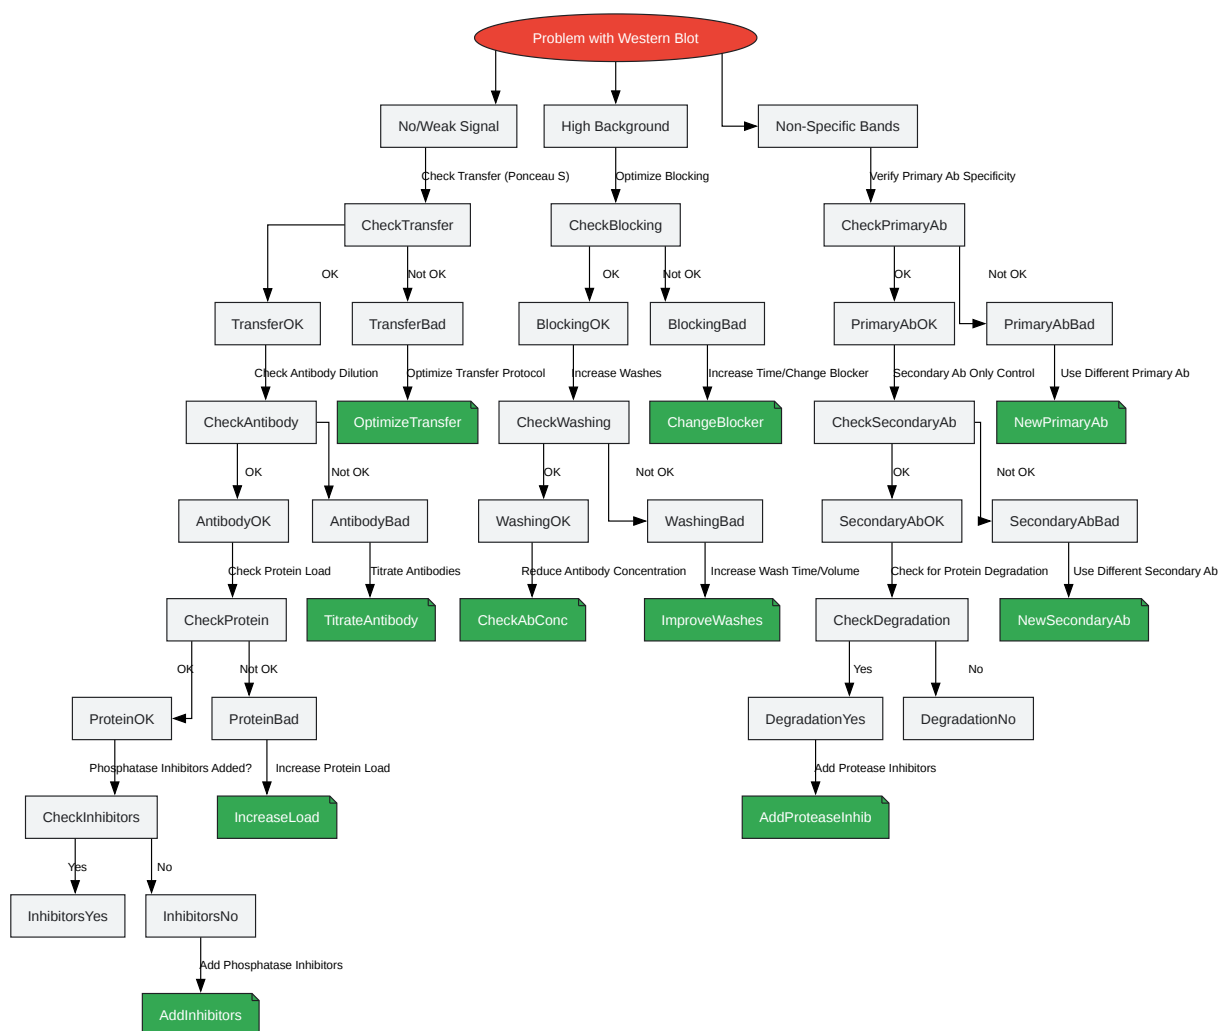 Problem with Western Blot
No/Weak Signal
High Background
Non-Specific Bands
Check Transfer (Ponceau S)
Optimize Blocking
Verify Primary Ab Specificity
CheckTransfer
CheckBlocking
CheckPrimaryAb
OK
Not OK
OK
Not OK
OK
Not OK
TransferOK
TransferBad
BlockingOK
BlockingBad
PrimaryAbOK
PrimaryAbBad
Check Antibody Dilution
Optimize Transfer Protocol
Increase Washes
Increase Time/Change Blocker
Secondary Ab Only Control
Use Different Primary Ab
CheckAntibody
OptimizeTransfer
CheckWashing
ChangeBlocker
CheckSecondaryAb
NewPrimaryAb
OK
Not OK
OK
Not OK
OK
Not OK
AntibodyOK
AntibodyBad
WashingOK
WashingBad
SecondaryAbOK
SecondaryAbBad
Check Protein Load
Titrate Antibodies
Reduce Antibody Concentration
Increase Wash Time/Volume
Check for Protein Degradation
Use Different Secondary Ab
CheckProtein
TitrateAntibody
CheckAbConc
ImproveWashes
CheckDegradation
NewSecondaryAb
OK
Not OK
Yes
No
ProteinOK
ProteinBad
DegradationYes
DegradationNo
Phosphatase Inhibitors Added?
Increase Protein Load
Add Protease Inhibitors
CheckInhibitors
IncreaseLoad
AddProteaseInhib
Yes
No
InhibitorsYes
InhibitorsNo
Add Phosphatase Inhibitors
AddInhibitors